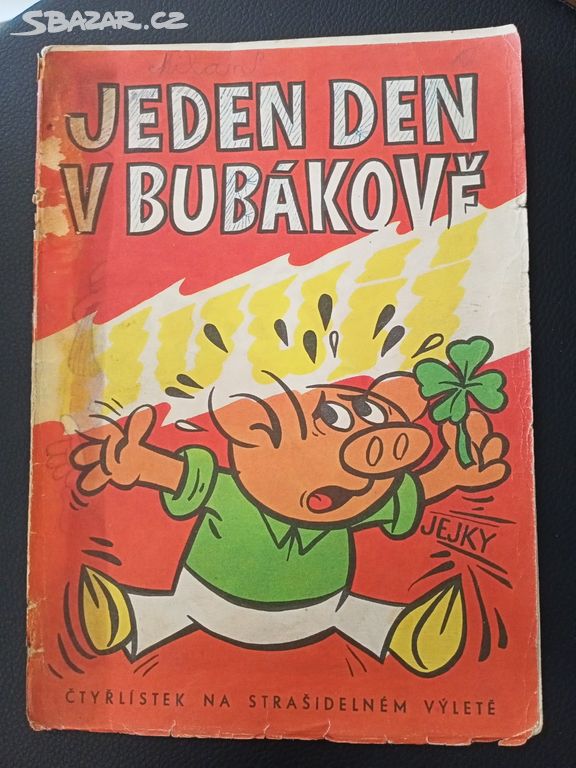 SBAZAR.CZ
JEDEN DEN
V BUBÁKOVĚ
JEJKY
ČTYŘLÍSTEK NA STRAŠIDELNÉM VÝLETĚ